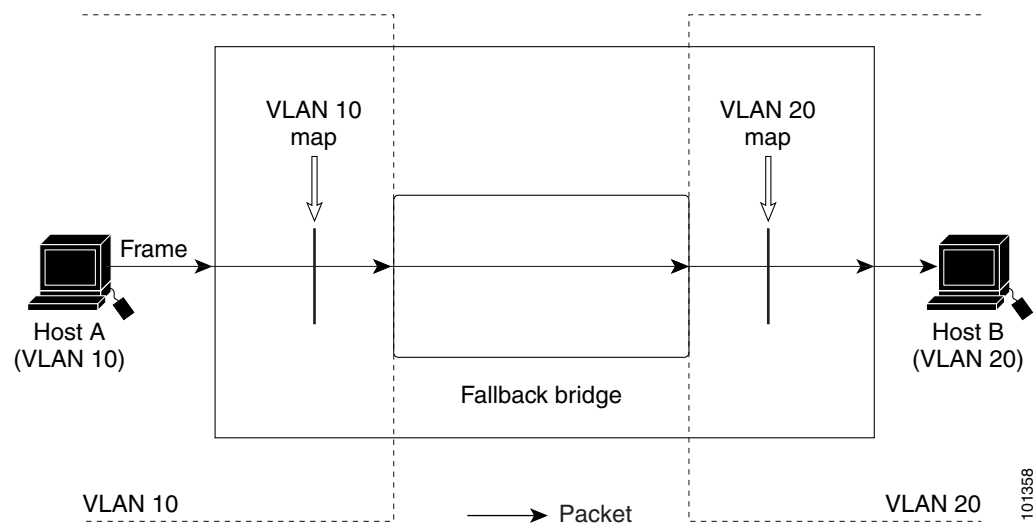 VLAN 10
map
VLAN 20
map
Frame
Host A
(VLAN 10)
Host B
(VLAN 20)
Fallback bridge
VLAN 10
Packet
VLAN 20
101358